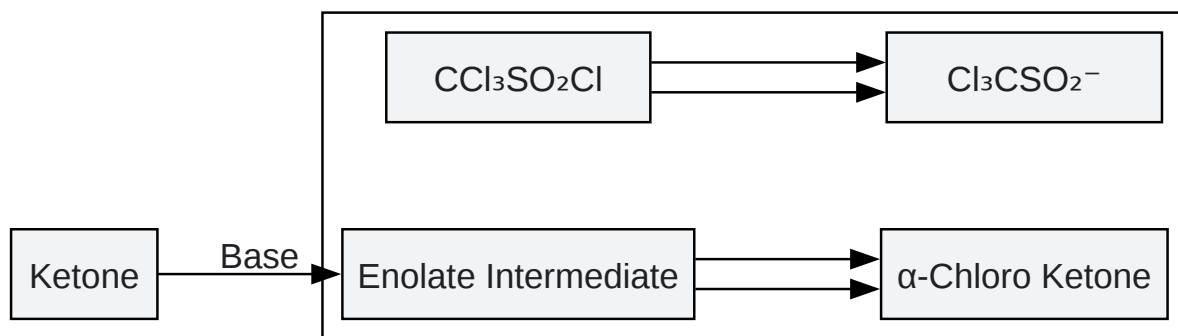 CCl₃SO₂Cl
Cl₃CSO₂⁻
Ketone
Base
Enolate Intermediate
α-Chloro Ketone